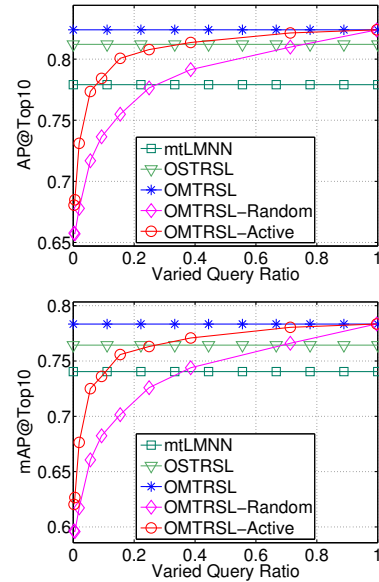 AP@Top10
0.8
0.75
0.7
0.65
mtLMNN
OSTRSL
OMTRSL
OMTRSL-Random
OMTRSL-Active
0 0.2 0.4 0.6 0.8 1
Varied Query Ratio
mAP@Top10
0.8
0.75
0.7
0.65
0.6
mtLMNN
OSTRSL
OMTRSL
OMTRSL-Random
OMTRSL-Active
0 0.2 0.4 0.6 0.8 1
Varied Query Ratio